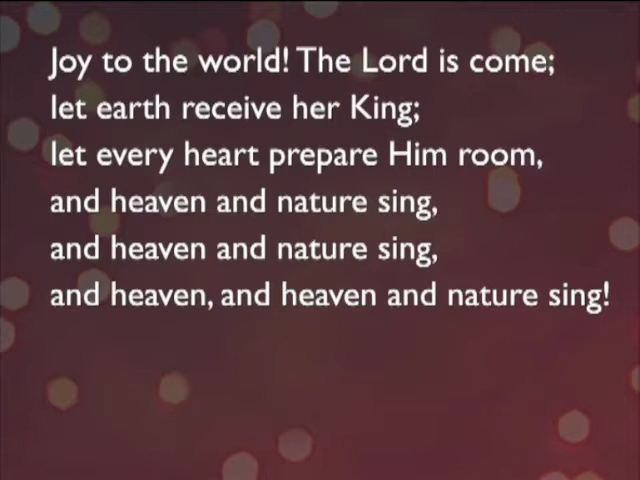 Joy to the world! The Lord is come;
let earth receive her King;
let every heart prepare Him room,
and heaven and nature sing,
and heaven and nature sing,
and heaven, and heaven and nature sing!